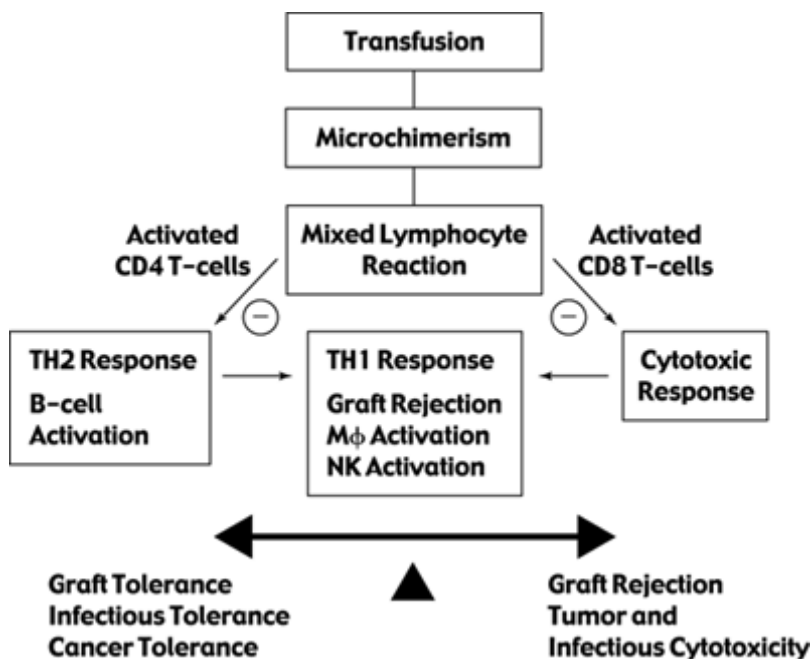 Transfusion
Microchimerism
Mixed Lymphocyte
Reaction
Activated
CD4 T-cells
Activated
CD8 T-cells
−
−
TH2 Response
B-cell
Activation
TH1 Response
Graft Rejection
Mϕ Activation
NK Activation
Cytotoxic
Response
Graft Tolerance
Infectious Tolerance
Cancer Tolerance
Graft Rejection
Tumor and
Infectious Cytotoxicity